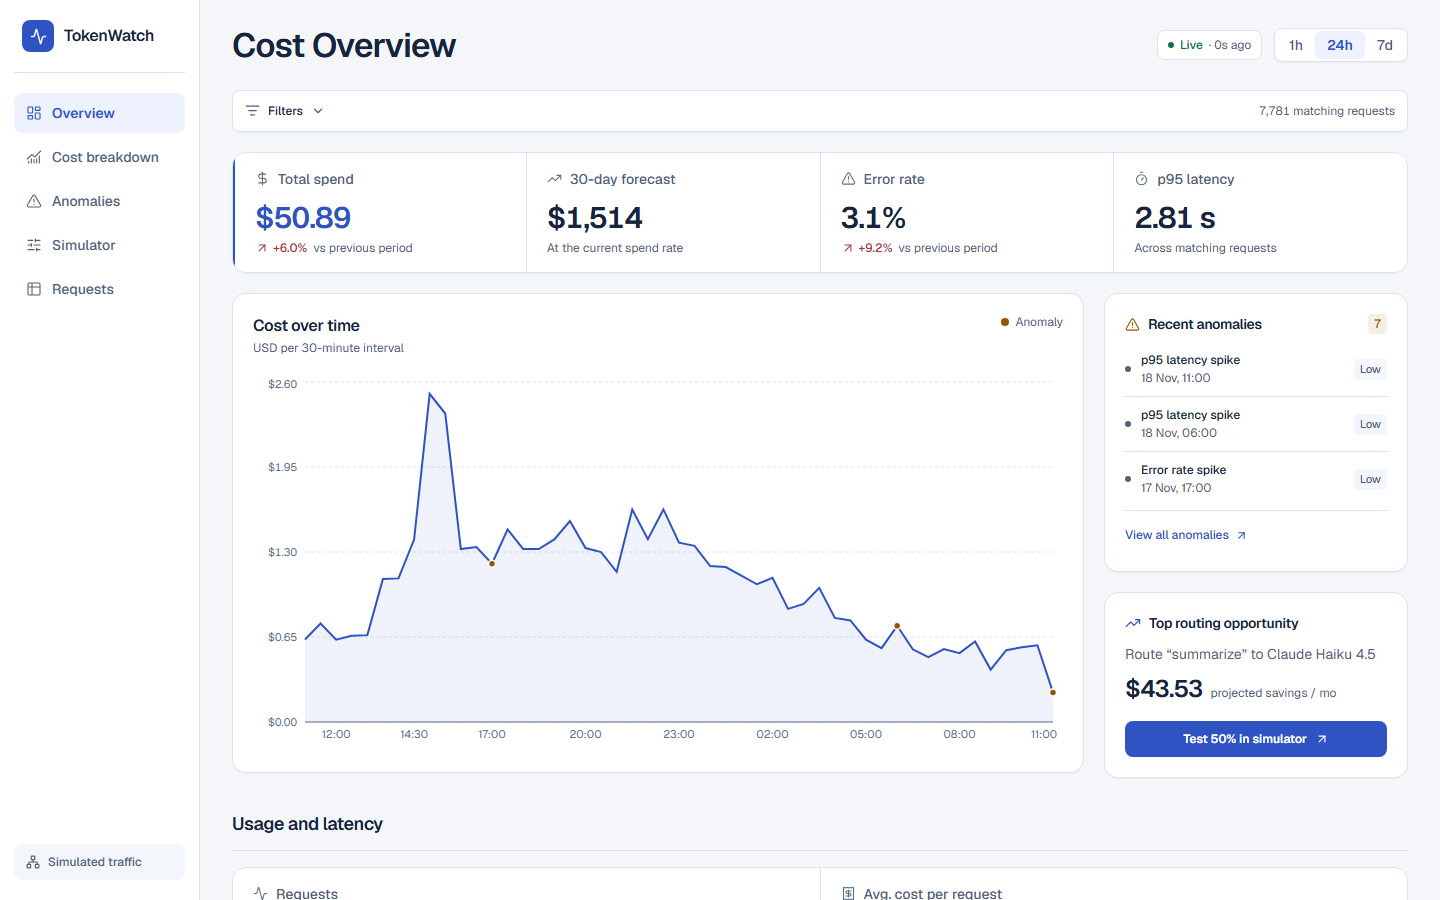 TokenWatch
Overview
Cost breakdown
Anomalies
Simulator
Requests
Simulated traffic
Cost Overview
Live · 0s ago
1h 24h 7d
Filters
7,781 matching requests
Total spend
$50.89
+6.0% vs previous period
30-day forecast
$1,514
At the current spend rate
Error rate
3.1%
+9.2% vs previous period
p95 latency
2.81 s
Across matching requests
Cost over time
USD per 30-minute interval
Anomaly
$2.60
$1.95
$1.30
$0.65
$0.00
12:00 14:30 17:00 20:00 23:00 02:00 05:00 08:00 11:00
Recent anomalies
7
p95 latency spike
18 Nov, 11:00
Low
p95 latency spike
18 Nov, 06:00
Low
Error rate spike
17 Nov, 17:00
Low
View all anomalies
Top routing opportunity
Route “summarize” to Claude Haiku 4.5
$43.53 projected savings / mo
Test 50% in simulator
Usage and latency
Requests
Avg. cost per request